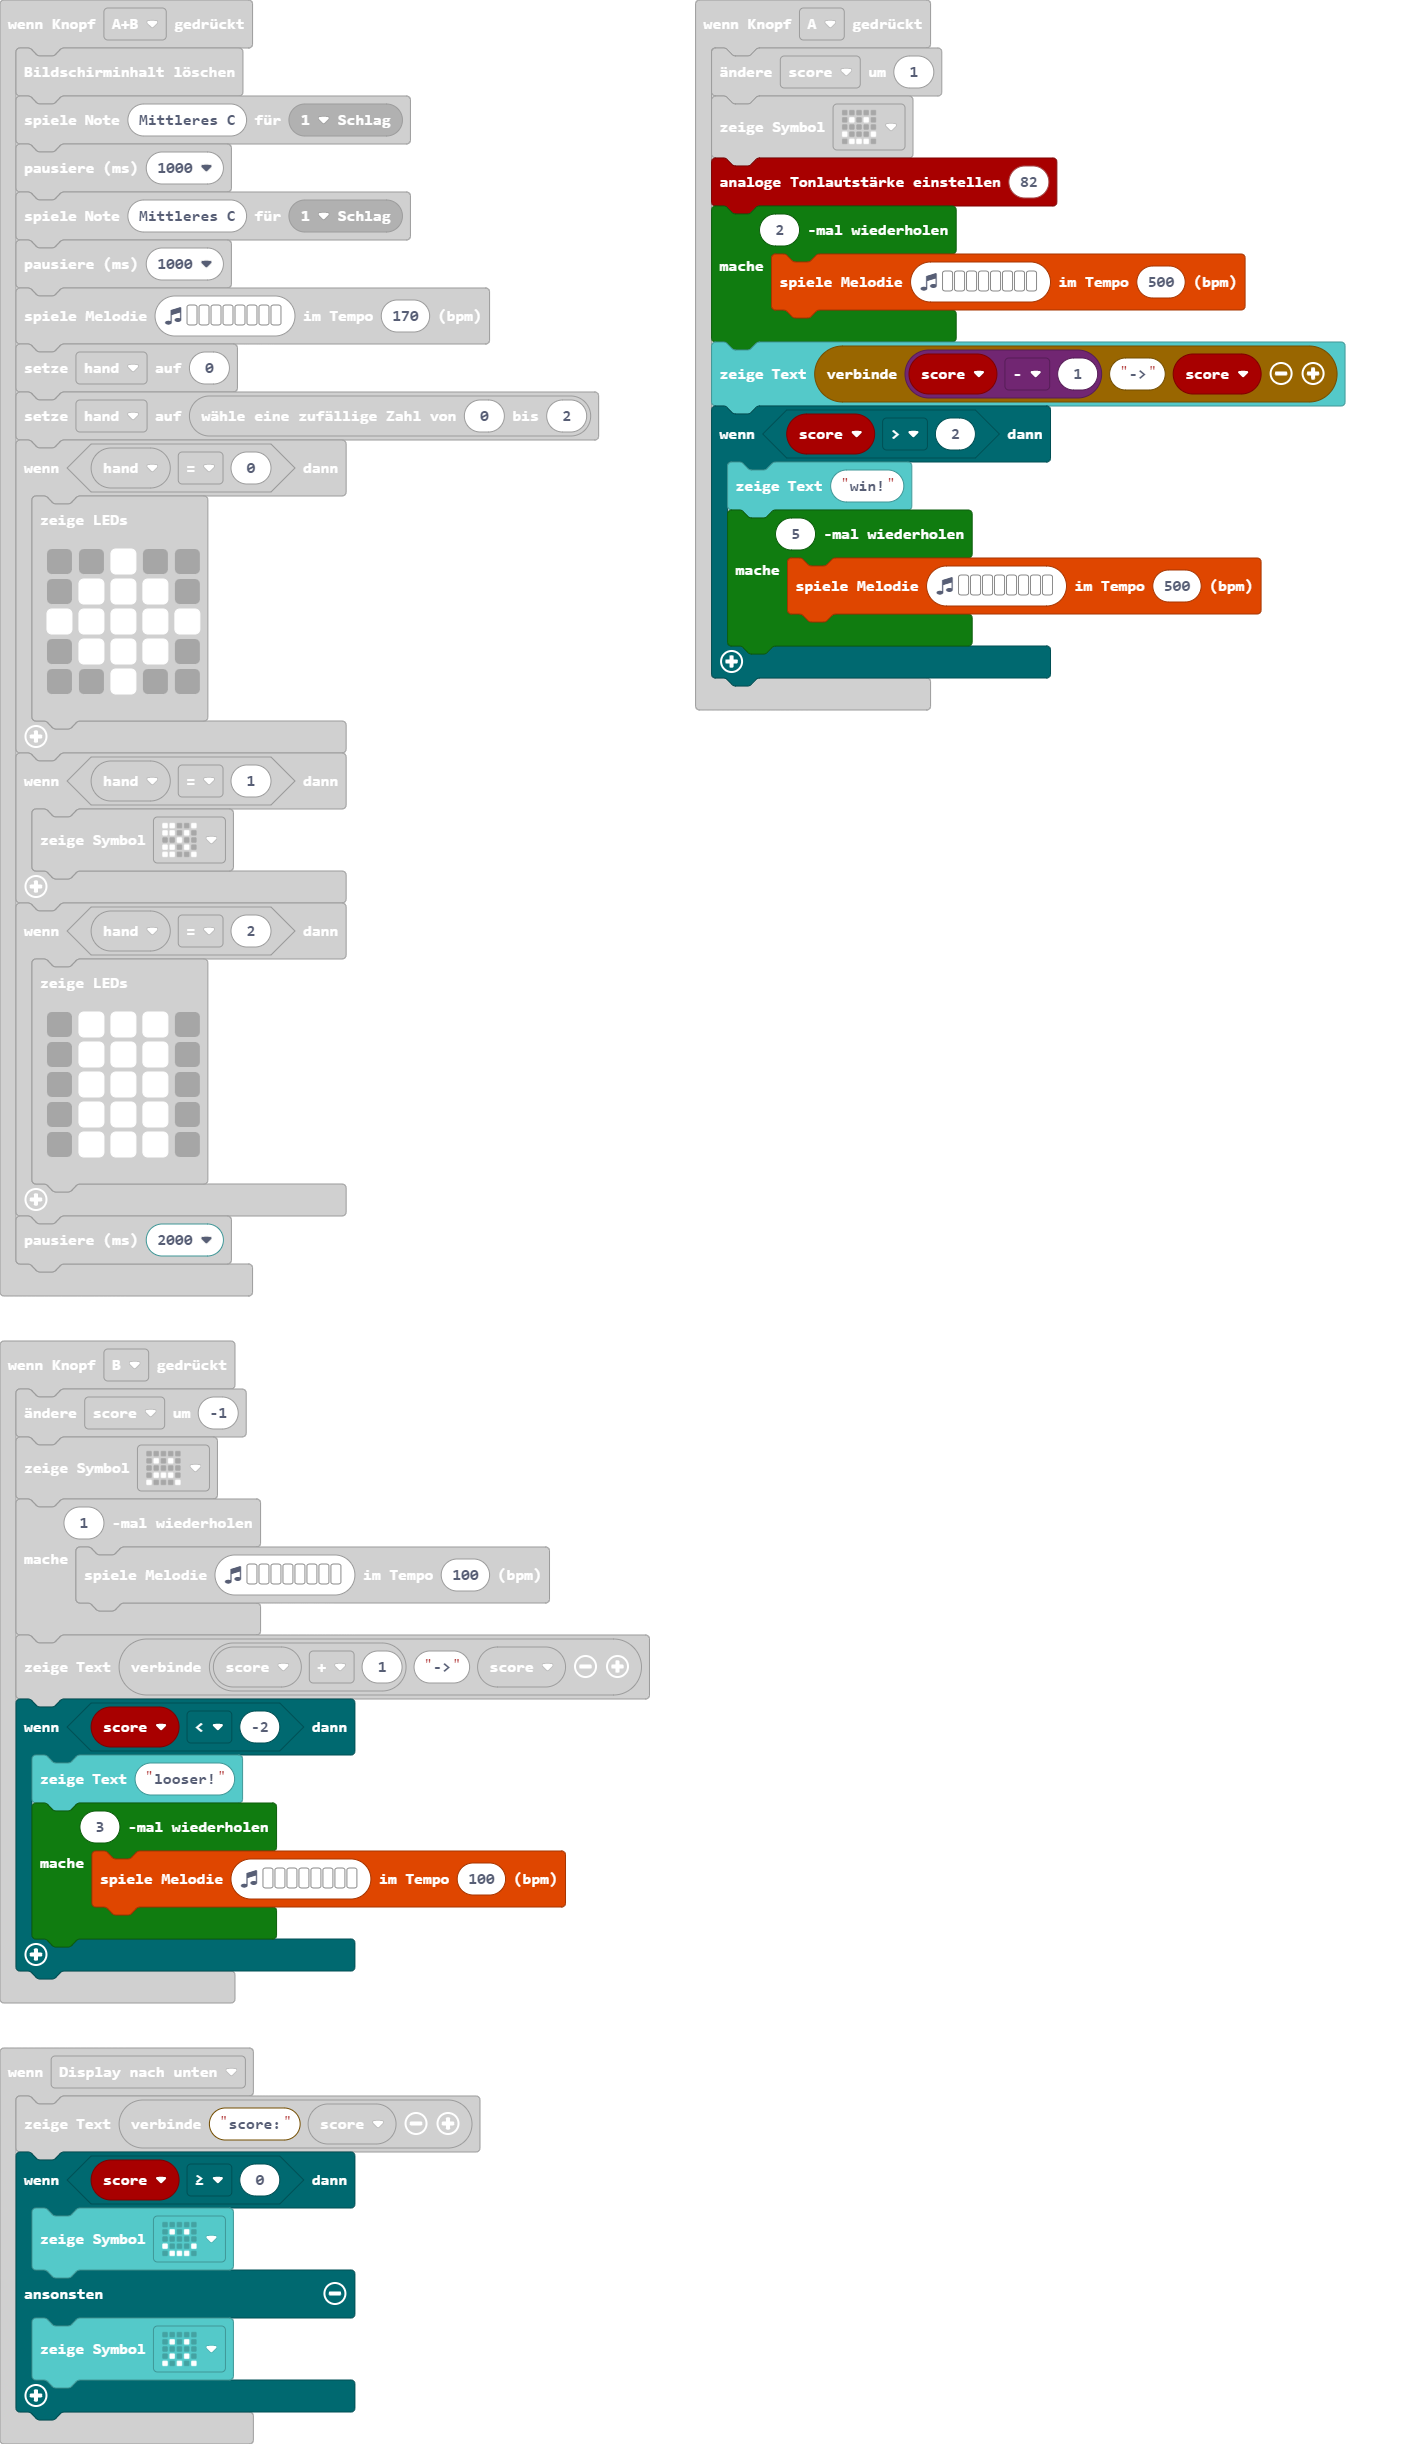 wenn Knopf A+B gedrückt
Bildschirminhalt löschen
spiele Note Mittleres C für 1 Schlag
pausiere (ms) 1000
spiele Note Mittleres C für 1 Schlag
pausiere (ms) 1000
spiele Melodie im Tempo 170 (bpm)
setze hand auf 0
setze hand auf wähle eine zufällige Zahl von 0 bis 2
wenn hand = 0 dann
zeige LEDs
wenn hand = 1 dann
zeige Symbol
wenn hand = 2 dann
zeige LEDs
pausiere (ms) 2000
wenn Knopf A gedrückt
ändere score um 1
zeige Symbol
analoge Tonlautstärke einstellen 82
2 -mal wiederholen
mache spiele Melodie im Tempo 500 (bpm)
zeige Text verbinde score - 1 "->" score
wenn score > 2 dann
zeige Text "win!"
5 -mal wiederholen
mache spiele Melodie im Tempo 500 (bpm)
wenn Knopf B gedrückt
ändere score um -1
zeige Symbol
1 -mal wiederholen
mache spiele Melodie im Tempo 100 (bpm)
zeige Text verbinde score + 1 "->" score
wenn score < -2 dann
zeige Text "looser!"
3 -mal wiederholen
mache spiele Melodie im Tempo 100 (bpm)
wenn Display nach unten
zeige Text verbinde "score:" score
wenn score ≥ 0 dann
zeige Symbol
ansonsten
zeige Symbol